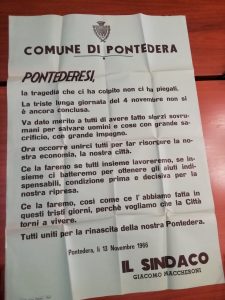 COMUNE DI PONTEDERA
PONTEDERESI,
la tragedia che ci ha colpito non ci ha piegati.
La triste lunga giornata del 4 novembre non si
è ancora conclusa.
Va dato merito a tutti di avere fatto sforzi sovru-
mani per salvare uomini e cose con grande sa-
crificio, con grande impegno.
Ora occorre unirci tutti per far risorgere la no-
stra economia, la nostra città.
Ce la faremo se tutti insieme lavoreremo, se in-
sieme ci batteremo per ottenere gli aiuti indi-
spensabili, condizione prima e decisiva per la
nostra ripresa.
Ce la faremo, così come ce l'abbiamo fatta in
questi tristi giorni, perchè vogliamo che la Città
torni a vivere.
Tutti uniti per la rinascita della nostra Pontedera.
Pontedera, li 13 Novembre 1966
IL SINDACO
GIACOMO MACCHERONI